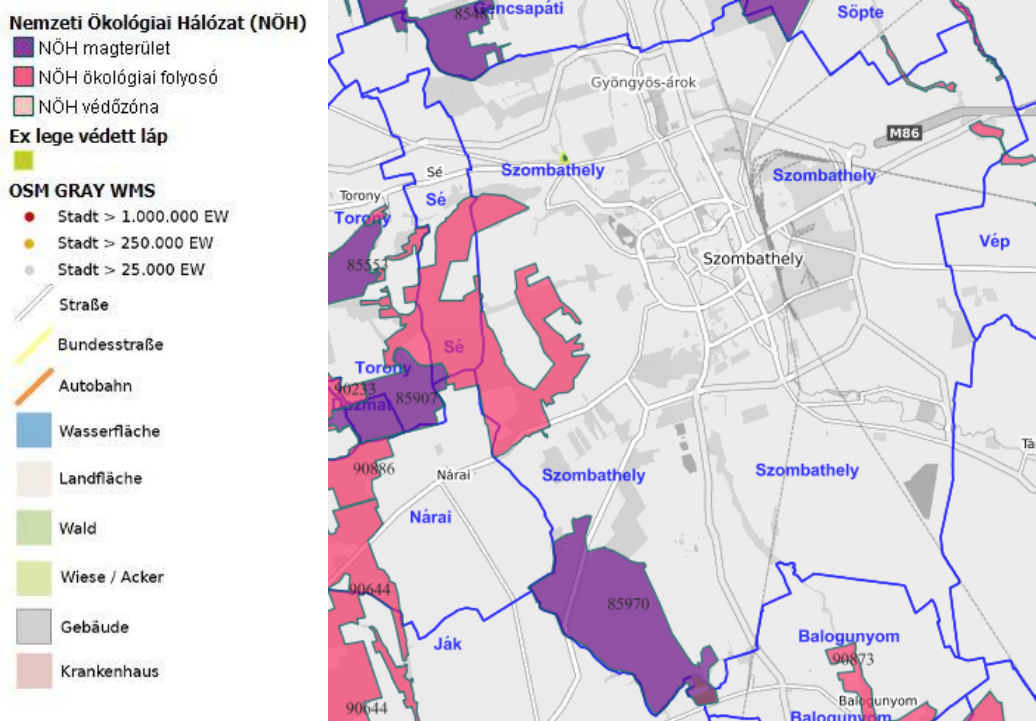 Nemzeti Ökológiai Hálózat (NÖH)
NÖH magterület
NÖH ökológiai folyosó
NÖH védőzóna
Ex lege védett láp
OSM GRAY WMS
Stadt > 1.000.000 EW
Stadt > 250.000 EW
Stadt > 25.000 EW
Straße
Bundesstraße
Autobahn
Wasserfläche
Landfläche
Wald
Wiese / Acker
Gebäude
Krankenhaus
85481
Gencsapáti
Söpte
Gyöngyös-árok
M86
Sé
Szombathely
Szombathely
Torony
Sé
Torony
Vép
Szombathely
85553
Sé
Torony
90233
85907
Dozmat
Tá
90886
Nárai
Szombathely
Szombathely
Nárai
90644
85970
Ják
Balogunyom
90873
Balogunyom
90644
Balogunyom